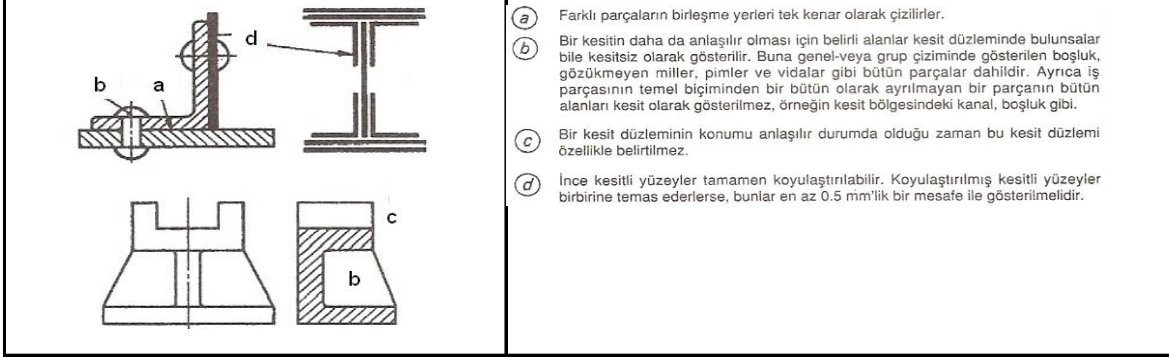 d
b
a
c
b
a Farklı parçaların birleşme yerleri tek kenar olarak çizilirler.
b Bir kesitin daha da anlaşılır olması için belirli alanlar kesit düzleminde bulunsalar
bile kesitsiz olarak gösterilir. Buna genel-veya grup çiziminde gösterilen boşluk,
gözükmeyen miller, pimler ve vidalar gibi bütün parçalar dahildir. Ayrıca iş
parçasının temel biçiminden bir bütün olarak ayrılmayan bir parçanın bütün
alanları kesit olarak gösterilmez, örneğin kesit bölgesindeki kanal, boşluk gibi.
c Bir kesit düzleminin konumu anlaşılır durumda olduğu zaman bu kesit düzlemi
özellikle belirtilmez.
d İnce kesitli yüzeyler tamamen koyulaştırılabilir. Koyulaştırılmış kesitli yüzeyler
birbirine temas ederlerse, bunlar en az 0.5 mm'lik bir mesafe ile gösterilmelidir.